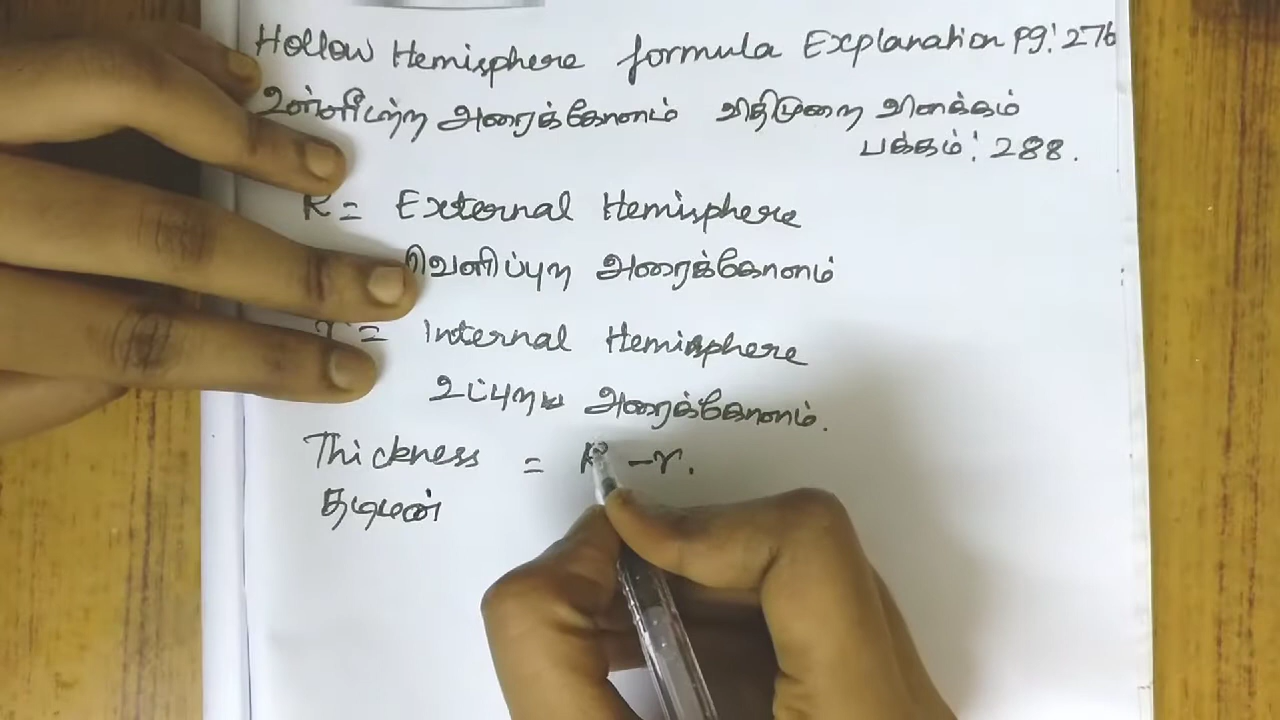 Hollow Hemisphere formula Explanation Pg: 276
உள்ளீடற்ற அரைக்கோளம் விதிமுறை விளக்கம்
பக்கம்: 288.
R = External Hemisphere
வெளிப்புற அரைக்கோளம்
r = Internal Hemisphere
உட்புற அரைக்கோளம்.
Thickness = R - r.
தடிமன்